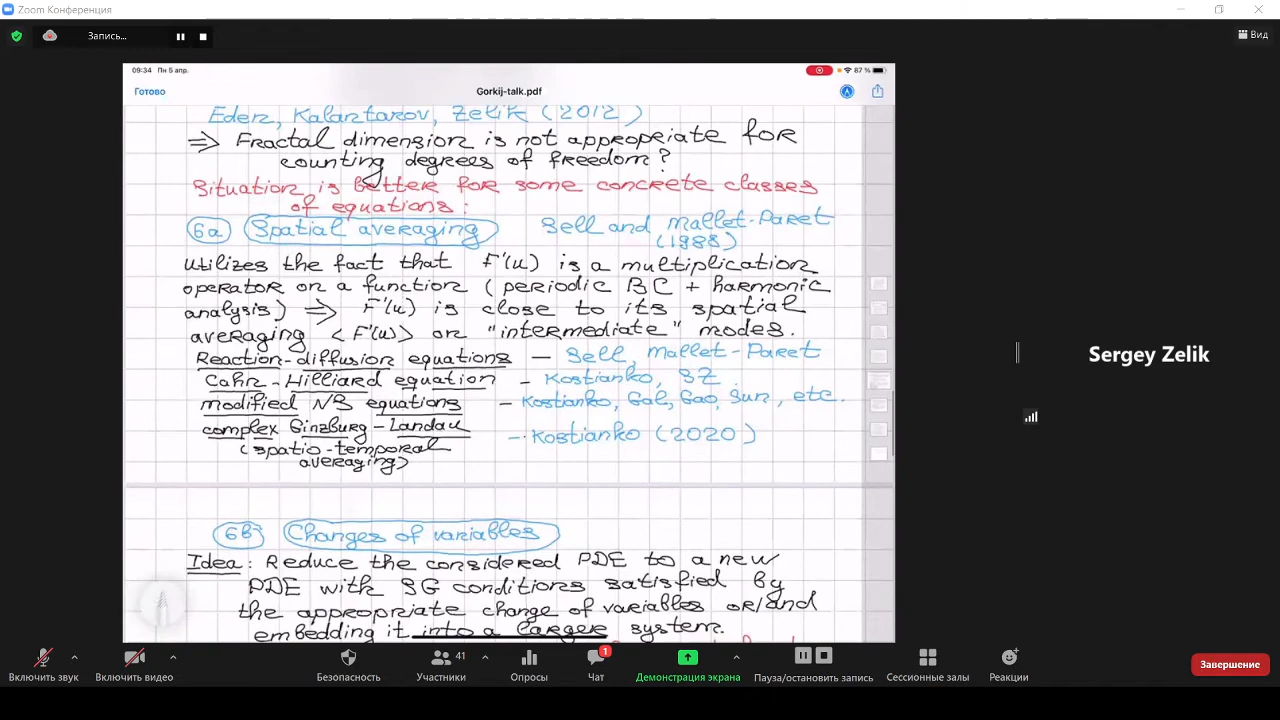 Zoom Конференция
Запись...
Вид
09:34 Пн 5 апр.
87 %
Готово
Gorkij-talk.pdf
Eden, Kalantarov, Zelik (2012)
⇒ Fractal dimension is not appropriate for
counting degrees of freedom?
Situation is better for some concrete classes
of equations:
6a Spatial averaging Sell and Mallet-Paret
(1988)
utilizes the fact that F'(u) is a multiplication
operator on a function (periodic BC + harmonic
analysis) ⇒ F'(u) is close to its spatial
averaging <F'(u)> on "intermediate" modes.
Reaction-diffusion equations – Sell, Mallet-Paret
Cahn-Hilliard equation – Kostianko, SZ
modified NS equations – Kostianko, Gal, Gao, Sun, etc.
complex Ginzburg-Landau – Kostianko (2020)
(spatio-temporal
averaging)
6b Changes of variables
Idea: Reduce the considered PDE to a new
PDE with SG conditions satisfied by
the appropriate change of variables or/and
embedding it into a larger system.
Sergey Zelik
Включить звук
Включить видео
Безопасность
41
Участники
Опросы
1
Чат
Демонстрация экрана
Пауза/остановить запись
Сессионные залы
Реакции
Завершение